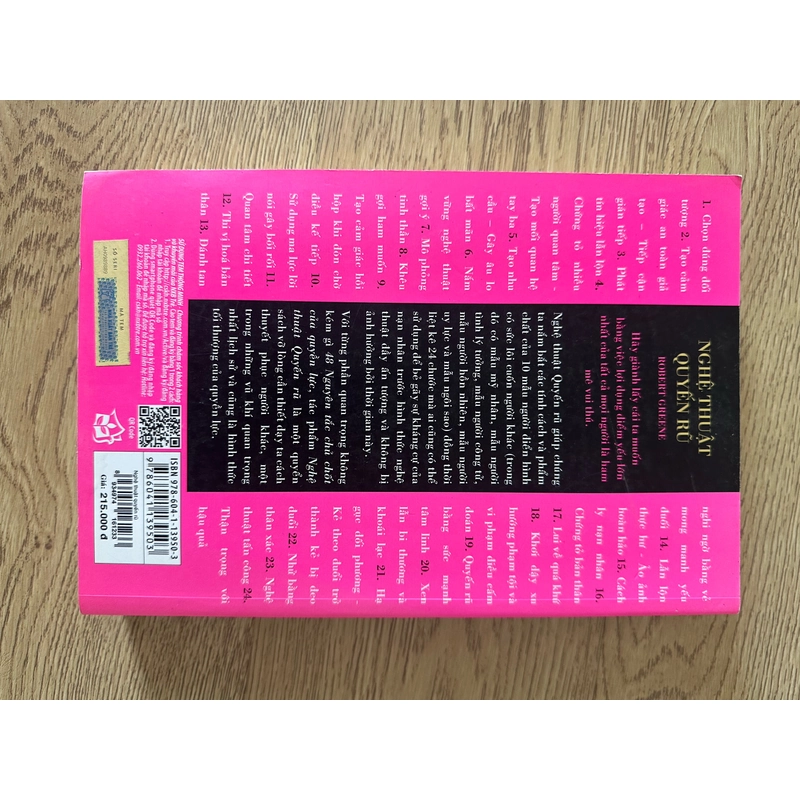 1. Chọn đúng đối
tượng 2. Tạo cảm
giác an toàn giả
tạo – Tiếp cận
gián tiếp 3. Phát
tín hiệu lẫn lộn 4.
Chứng tỏ nhiều
người quan tâm -
Tạo mối quan hệ
tay ba 5. Tạo nhu
cầu – Gây âu lo
bất mãn 6. Nắm
vững nghệ thuật
gợi ý 7. Mô phỏng
tinh thần 8. Khêu
gợi ham muốn 9.
Tạo cảm giác hồi
hộp khi đón chờ
điều kế tiếp 10.
Sử dụng ma lực lời
nói gây bối rối 11.
Quan tâm chi tiết
12. Thi vị hoá bản
thân 13. Đánh tan
NGHỆ THUẬT
QUYẾN RŨ
ROBERT GREENE
Hãy giành lấy cái ta muốn
bằng việc lợi dụng điểm yếu lớn
nhất của tất cả mọi người là ham
mê vui thú.
Nghệ thuật Quyến rũ giúp chúng
ta nắm bắt các tính cách và phẩm
chất của 10 mẫu người điển hình
có sức lôi cuốn người khác (trong
đó có mẫu mỹ nhân, mẫu người
tình lý tưởng, mẫu người công tử,
mẫu người hồn nhiên, mẫu người
uy lực và mẫu ngôi sao) đồng thời
liệt kê 24 chước mà ai cũng có thể
sử dụng để bẻ gãy sự kháng cự của
nạn nhân trước hình thức nghệ
thuật đầy ấn tượng và không bị
ảnh hưởng bởi thời gian này.
Với từng phần quan trọng không
kém gì 48 Nguyên tắc chủ chốt
của quyền lực, tác phẩm Nghệ
thuật Quyến rũ là một quyển
sách vỡ lòng cần thiết dạy ta cách
thuyết phục người khác, một
trong những vũ khí quan trọng
nhất lịch sử và cũng là hình thức
tối thượng của quyền lực.
nghi ngờ bằng vẻ
mong manh yếu
đuối 14. Lẫn lộn
thực hư - Ảo ảnh
hoàn hảo 15. Cách
ly nạn nhân 16.
Chứng tỏ bản thân
17. Lui về quá khứ
18. Khơi dậy xu
hướng phạm tội và
vi phạm điều cấm
đoán 19. Quyến rũ
bằng sức mạnh
tâm linh 20. Xen
lẫn bi thương và
khoái lạc 21. Hạ
gục đối phương -
Kẻ theo đuổi trở
thành kẻ bị đeo
đuổi 22. Nhử bằng
thân xác 23. Nghệ
thuật tấn công 24.
Thận trọng với
hậu quả
SỐ SERI
MÃ TEM
QR Code
ISBN 978-604-1-13950-3
9 786041 139503
Nghệ thuật quyến rũ
8 934974 161233
Giá: 215.000 đ